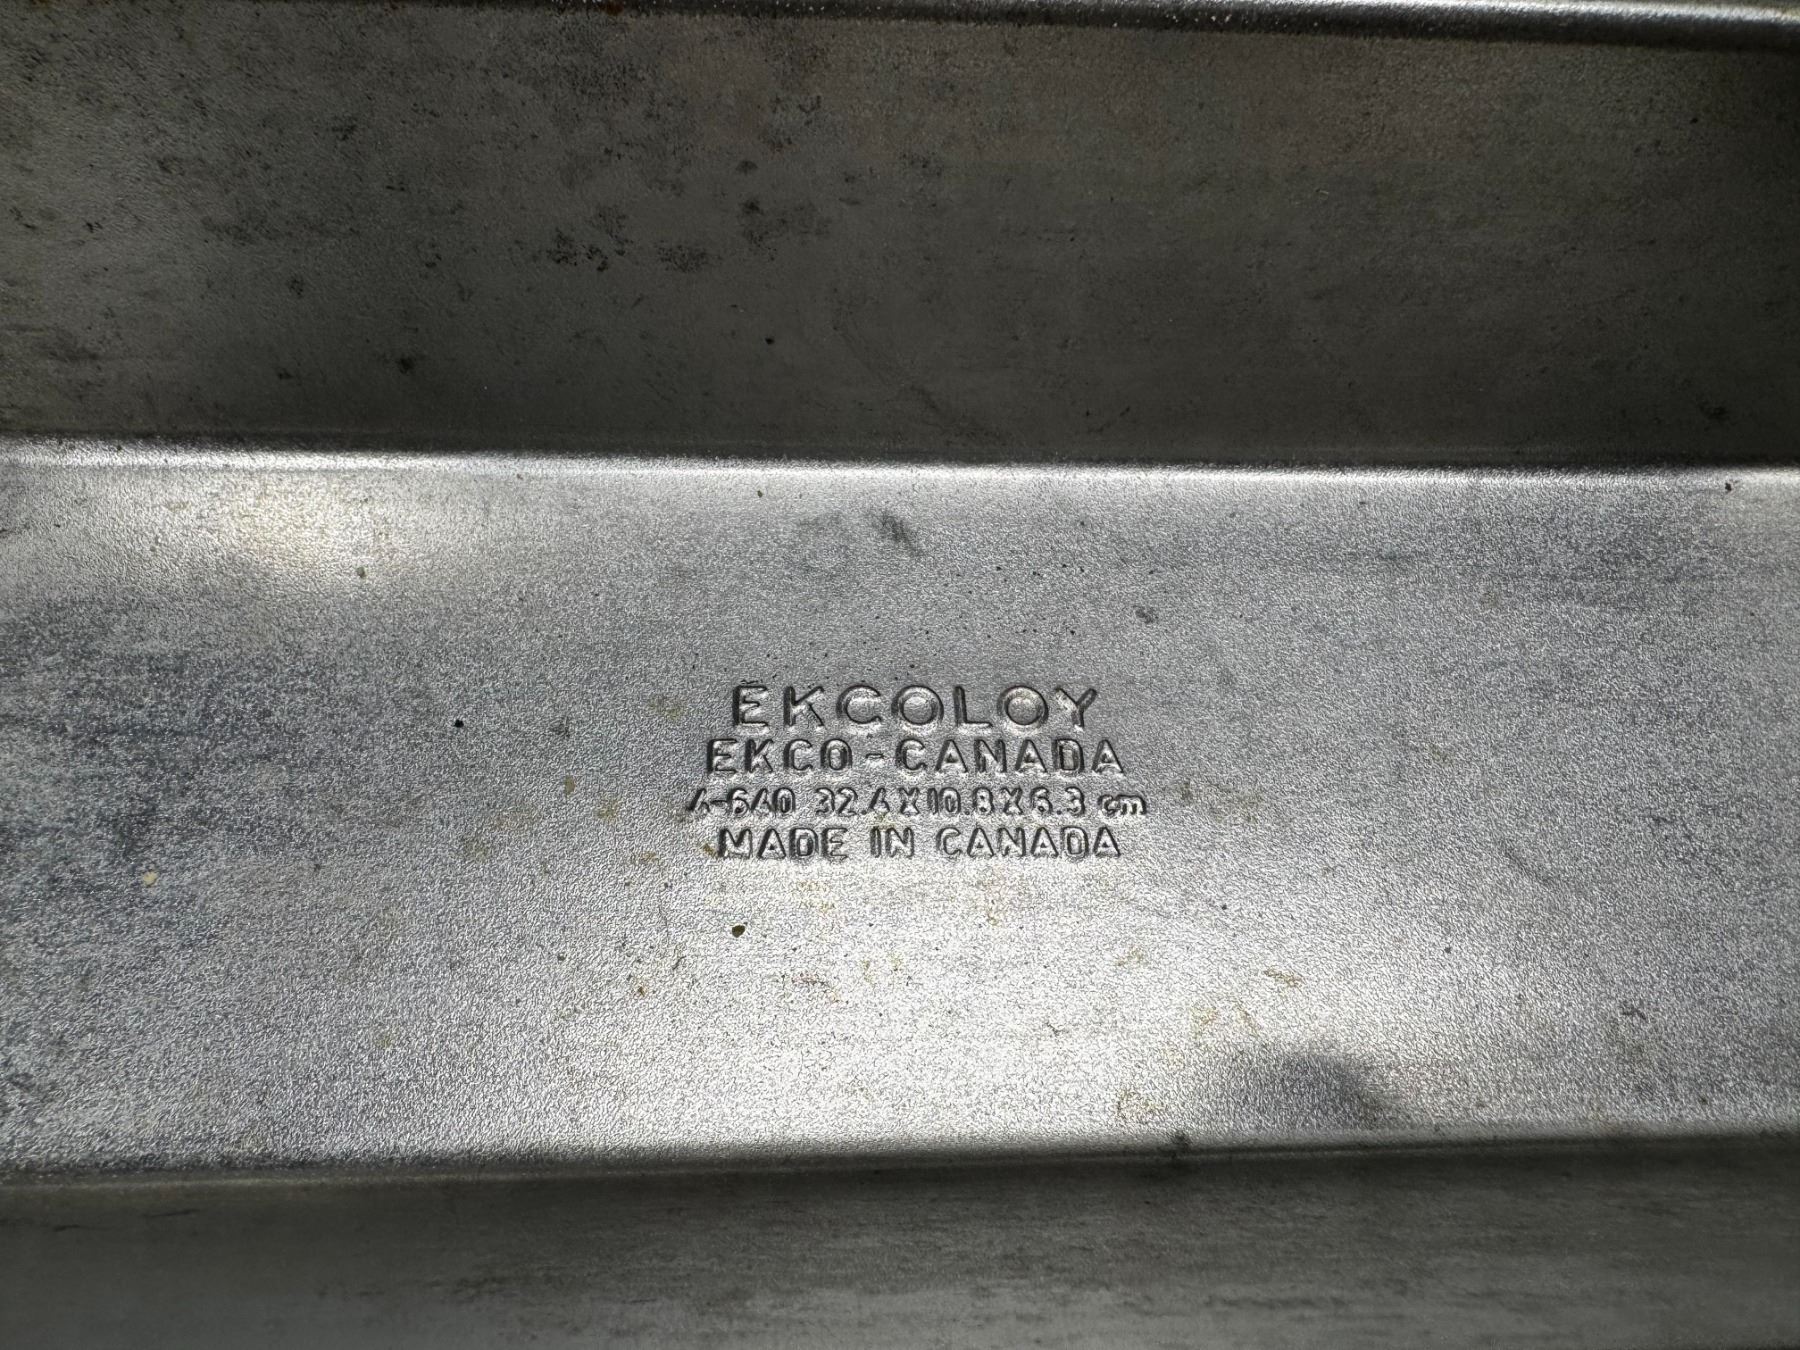 EKCOLOY
EKCO-CANADA
4-640 32.4X10.8X6.3 cm
MADE IN CANADA